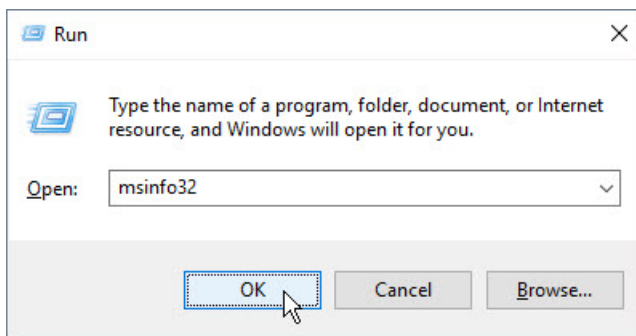 Run
Type the name of a program, folder, document, or Internet
resource, and Windows will open it for you.
Open: msinfo32
OK Cancel Browse...